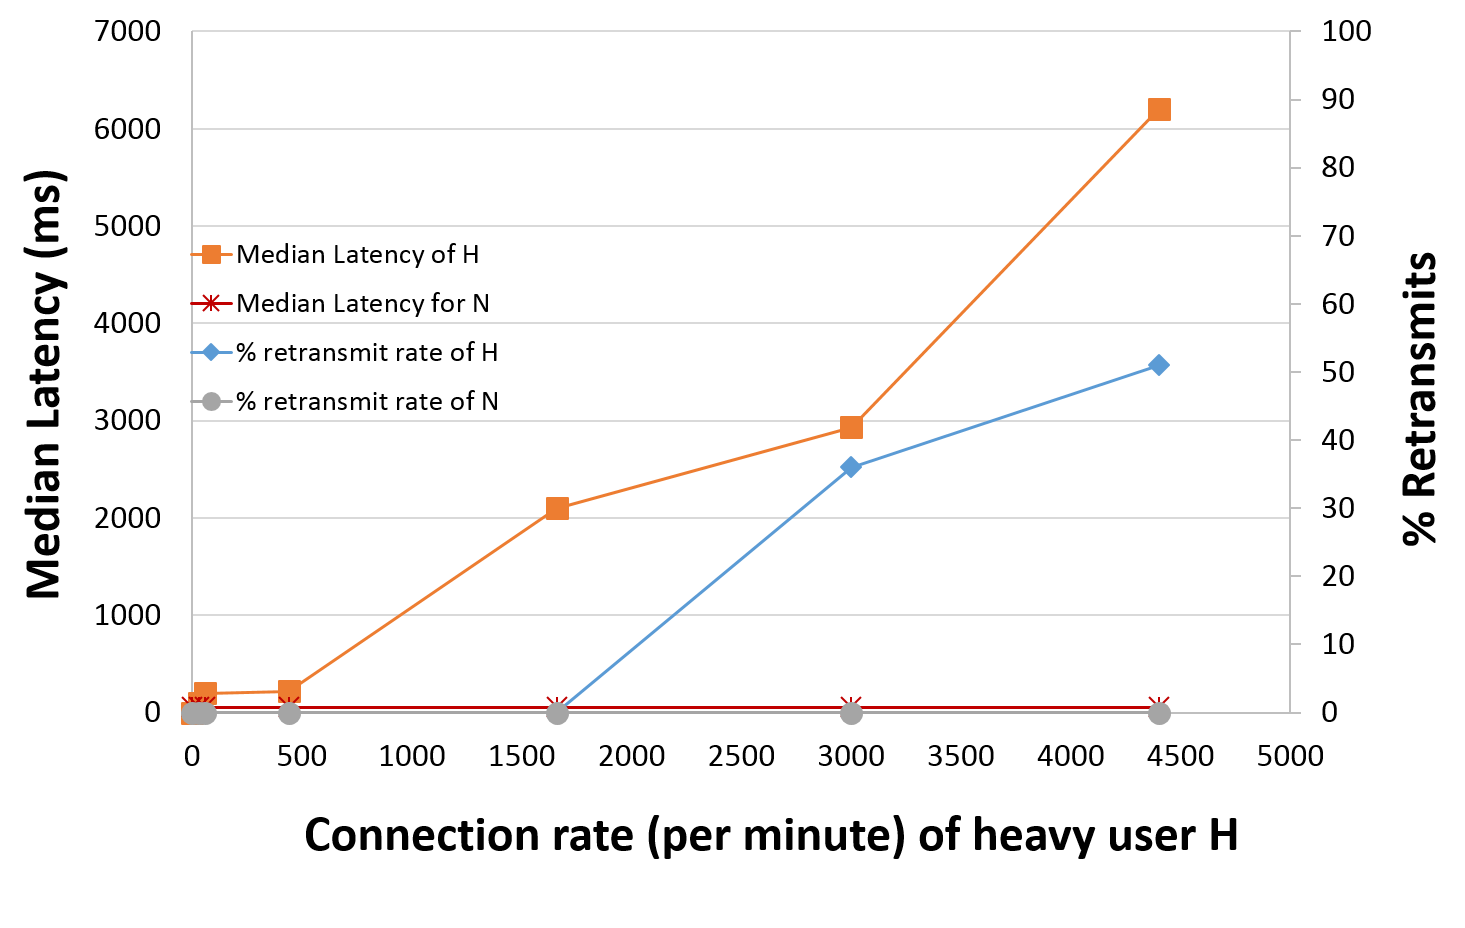 7000
6000
5000
4000
3000
2000
1000
0
Median Latency (ms)
Median Latency of H
Median Latency for N
% retransmit rate of H
% retransmit rate of N
100
90
80
70
60
50
40
30
20
10
0
% Retransmits
0 500 1000 1500 2000 2500 3000 3500 4000 4500 5000
Connection rate (per minute) of heavy user H